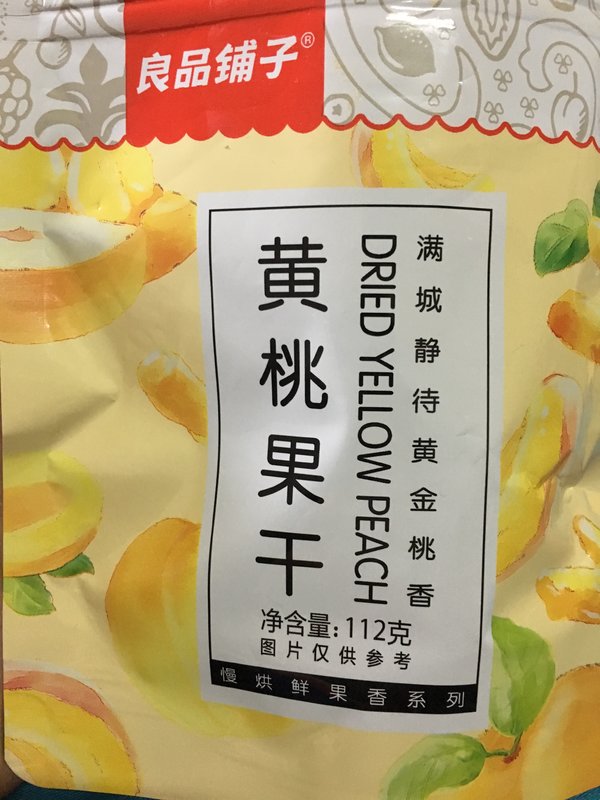 良品铺子®
满城静待黄金桃香
DRIED YELLOW PEACH
黄桃果干
净含量:112克
图片仅供参考
慢烘鲜果香系列